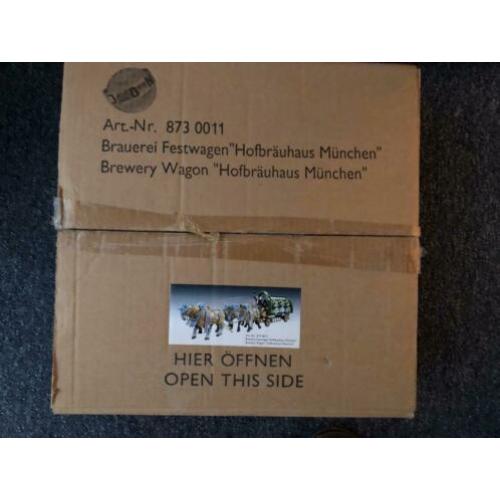 Art.-Nr. 873 0011
Brauerei Festwagen"Hofbräuhaus München"
Brewery Wagon "Hofbräuhaus München"
HIER ÖFFNEN
OPEN THIS SIDE